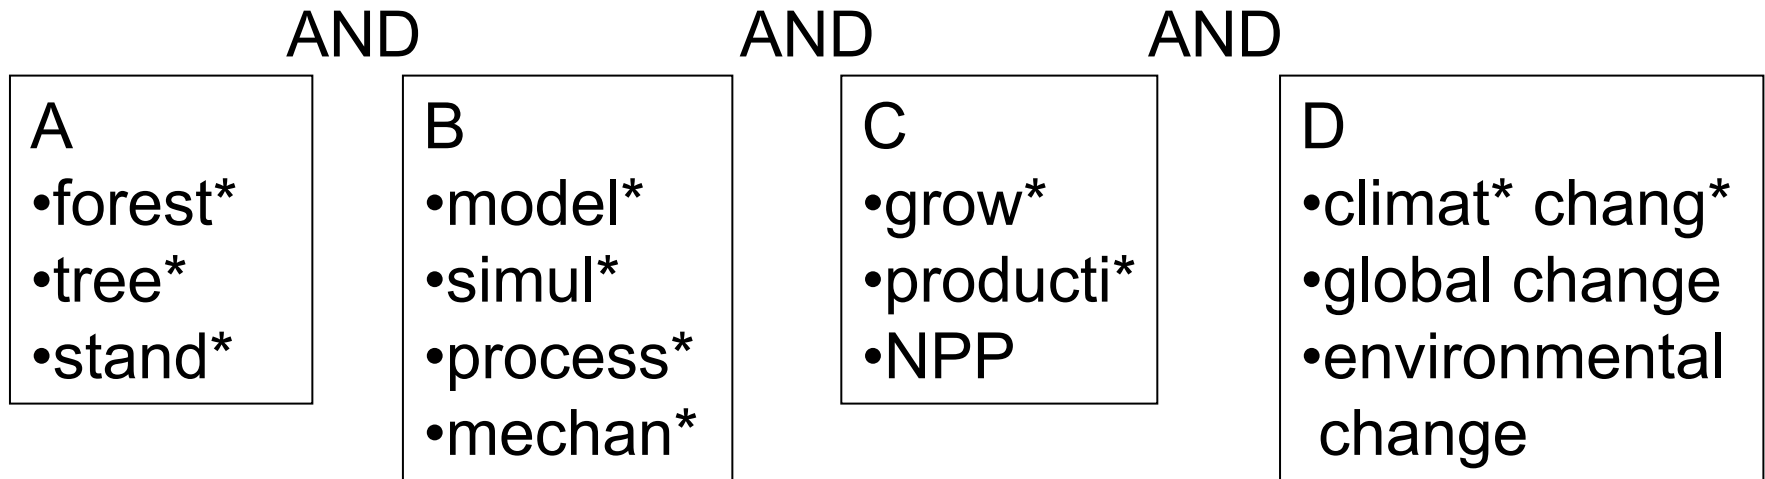 AND AND AND
A
•forest*
•tree*
•stand*
B
•model*
•simul*
•process*
•mechan*
C
•grow*
•producti*
•NPP
D
•climat* chang*
•global change
•environmental
change